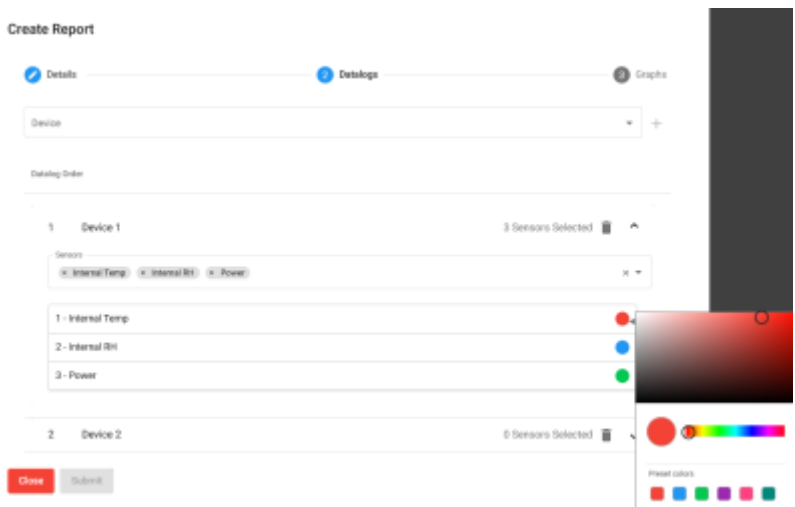 Create Report
Details
2 Datalogs
3 Graphs
Device
Datalog Order
1 Device 1 3 Sensors Selected
Sensors
× Internal Temp × Internal RH × Power
1 - Internal Temp
2 - Internal RH
3 - Power
2 Device 2 0 Sensors Selected
Close Submit
Preset colors